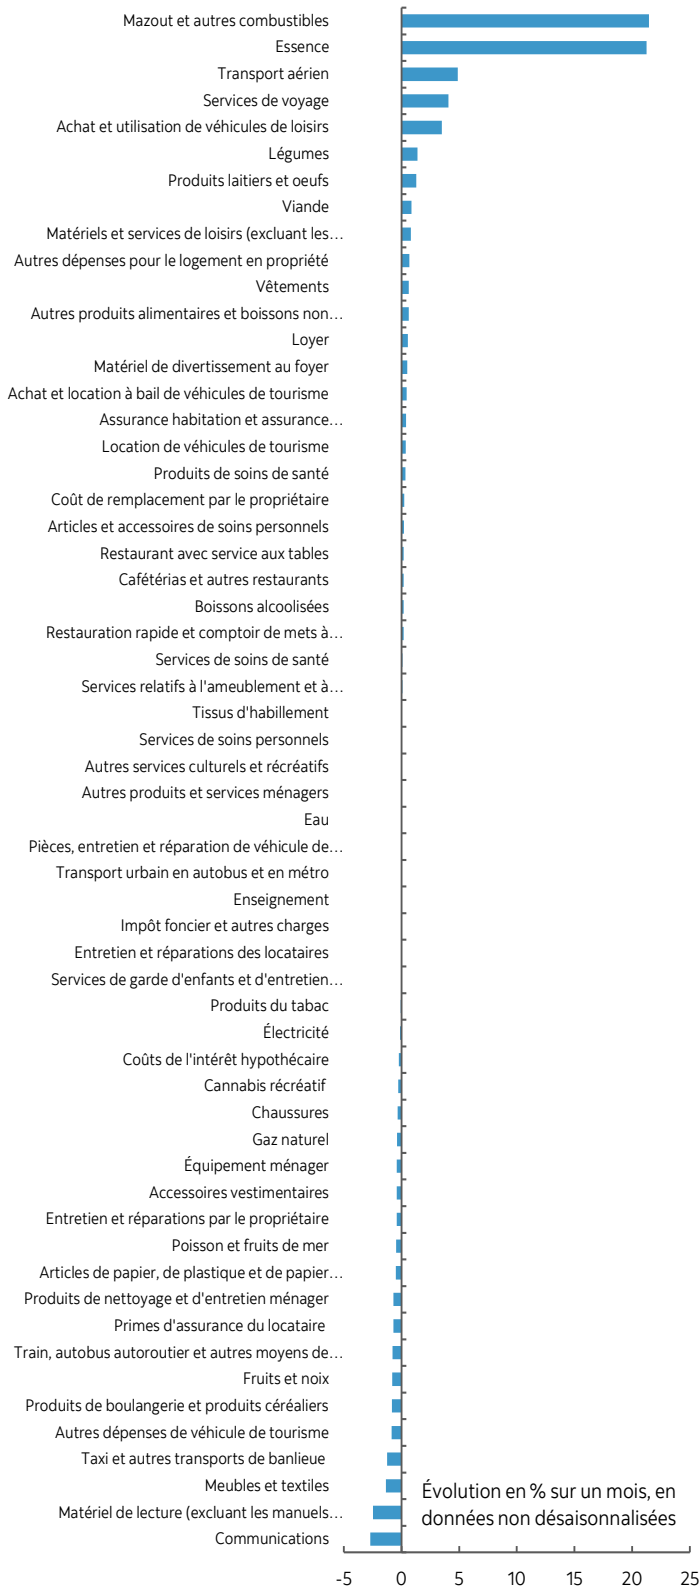 Mazout et autres combustibles
Essence
Transport aérien
Services de voyage
Achat et utilisation de véhicules de loisirs
Légumes
Produits laitiers et oeufs
Viande
Matériels et services de loisirs (excluant les…
Autres dépenses pour le logement en propriété
Vêtements
Autres produits alimentaires et boissons non…
Loyer
Matériel de divertissement au foyer
Achat et location à bail de véhicules de tourisme
Assurance habitation et assurance…
Location de véhicules de tourisme
Produits de soins de santé
Coût de remplacement par le propriétaire
Articles et accessoires de soins personnels
Restaurant avec service aux tables
Cafétérias et autres restaurants
Boissons alcoolisées
Restauration rapide et comptoir de mets à…
Services de soins de santé
Services relatifs à l'ameublement et à…
Tissus d'habillement
Services de soins personnels
Autres services culturels et récréatifs
Autres produits et services ménagers
Eau
Pièces, entretien et réparation de véhicule de…
Transport urbain en autobus et en métro
Enseignement
Impôt foncier et autres charges
Entretien et réparations des locataires
Services de garde d'enfants et d'entretien…
Produits du tabac
Électricité
Coûts de l'intérêt hypothécaire
Cannabis récréatif
Chaussures
Gaz naturel
Équipement ménager
Accessoires vestimentaires
Entretien et réparations par le propriétaire
Poisson et fruits de mer
Articles de papier, de plastique et de papier…
Produits de nettoyage et d'entretien ménager
Primes d'assurance du locataire
Train, autobus autoroutier et autres moyens de…
Fruits et noix
Produits de boulangerie et produits céréaliers
Autres dépenses de véhicule de tourisme
Taxi et autres transports de banlieue
Meubles et textiles
Matériel de lecture (excluant les manuels…
Communications
Évolution en % sur un mois, en
données non désaisonnalisées
-5 0 5 10 15 20 25